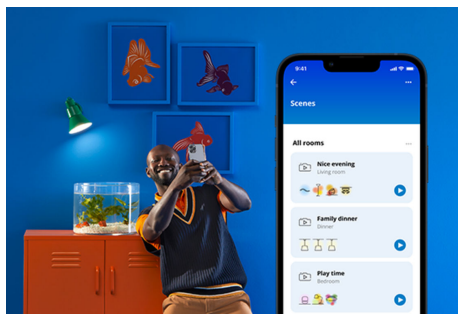 9:41
Scenes
All rooms
Nice evening
Living room
Family dinner
Dinner
Play time
Bedroom